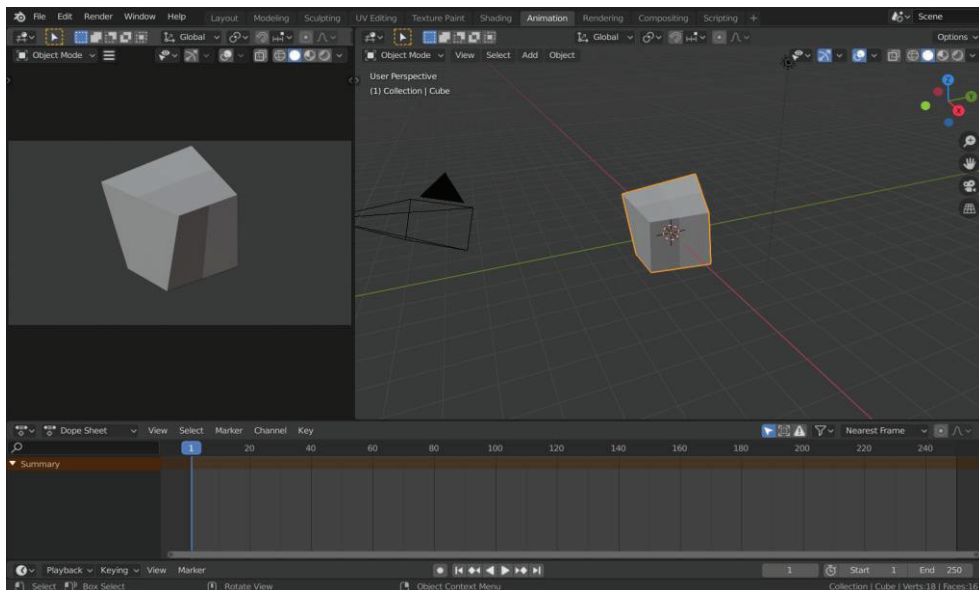 File Edit Render Window Help Layout Modeling Sculpting UV Editing Texture Paint Shading Animation Rendering Compositing Scripting + Scene
Global Global Options
Object Mode Object Mode View Select Add Object
User Perspective
(1) Collection | Cube
Z
Y
X
Dope Sheet View Select Marker Channel Key Nearest Frame
1 20 40 60 80 100 120 140 160 180 200 220 240
Summary
Playback Keying View Marker 1 Start 1 End 250
Select Box Select Rotate View Object Context Menu Collection | Cube | Verts:18 | Faces:16